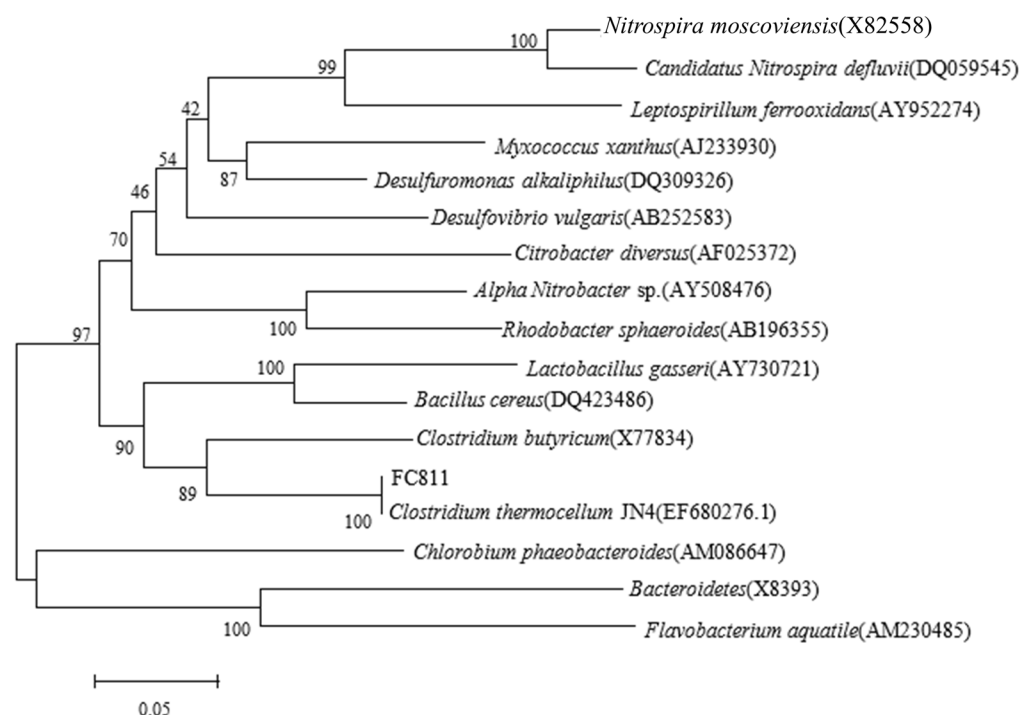 Nitrospira moscoviensis(X82558)
100
Candidatus Nitrospira defluvii(DQ059545)
99
Leptospirillum ferrooxidans(AY952274)
42
Myxococcus xanthus(AJ233930)
87
Desulfuromonas alkaliphilus(DQ309326)
54
Desulfovibrio vulgaris(AB252583)
46
Citrobacter diversus(AF025372)
70
Alpha Nitrobacter sp.(AY508476)
100
Rhodobacter sphaeroides(AB196355)
97
Lactobacillus gasseri(AY730721)
100
Bacillus cereus(DQ423486)
90
Clostridium butyricum(X77834)
89
FC811
100
Clostridium thermocellum JN4(EF680276.1)
Chlorobium phaeobacteroides(AM086647)
Bacteroidetes(X8393)
100
Flavobacterium aquatile(AM230485)
0.05